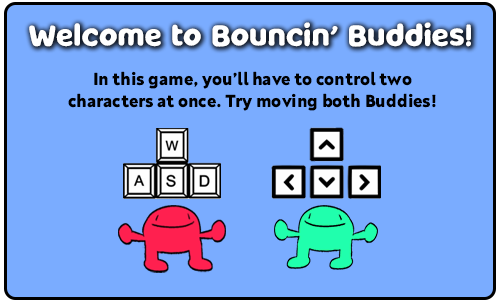 Welcome to Bouncin' Buddies!
In this game, you'll have to control two
characters at once. Try moving both Buddies!
W
A S D